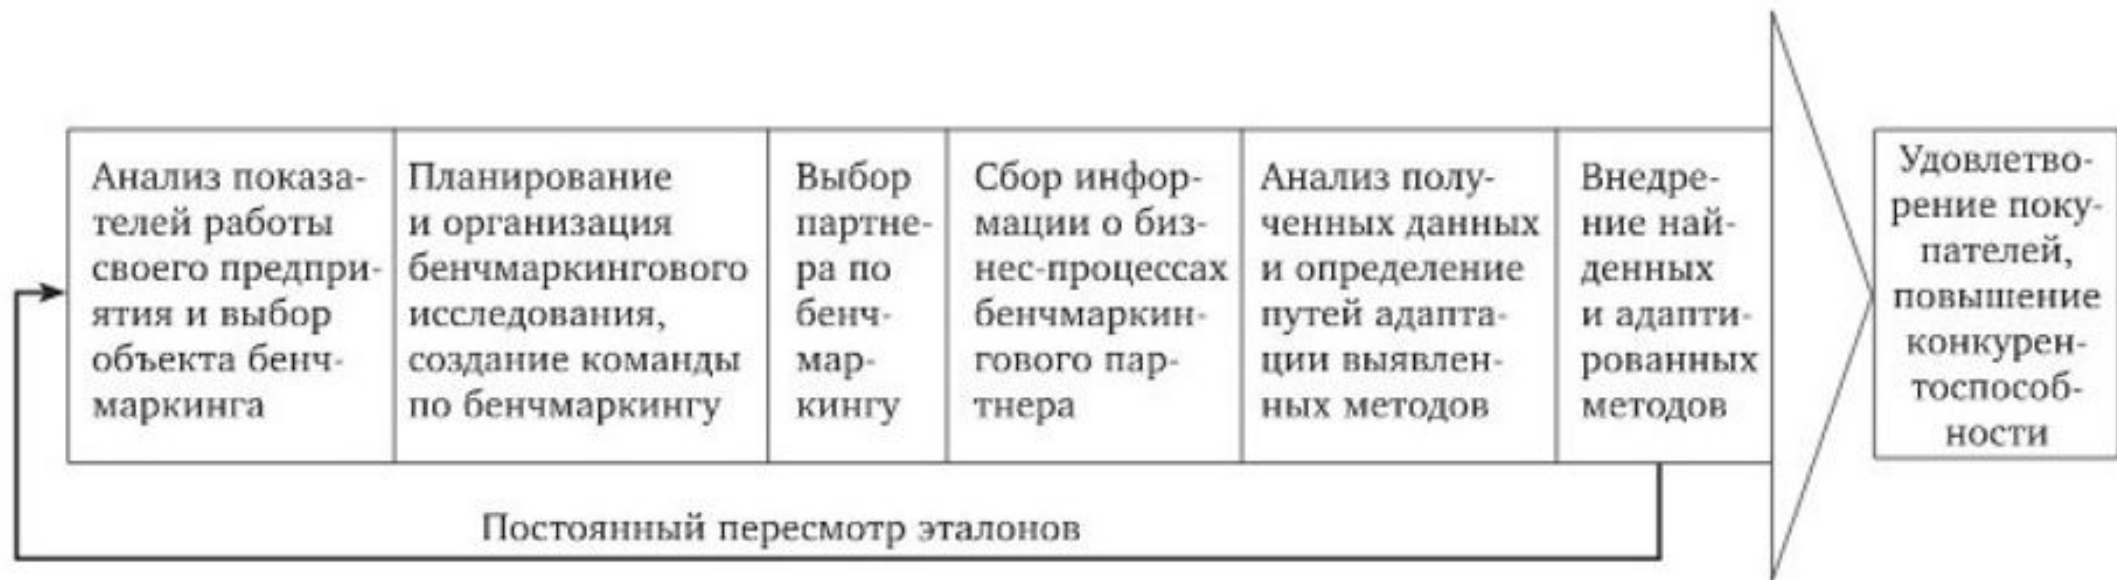 Анализ показа-
телей работы
своего предпри-
ятия и выбор
объекта бенч-
маркинга
Планирование
и организация
бенчмаркингового
исследования,
создание команды
по бенчмаркингу
Выбор
партне-
ра по
бенч-
мар-
кингу
Сбор инфор-
мации о биз-
нес-процессах
бенчмаркин-
гового пар-
тнера
Анализ полу-
ченных данных
и определение
путей адапта-
ции выявлен-
ных методов
Внедре-
ние най-
денных
и адапти-
рованных
методов
Удовлетво-
рение поку-
пателей,
повышение
конкурен-
тоспособ-
ности
Постоянный пересмотр эталонов